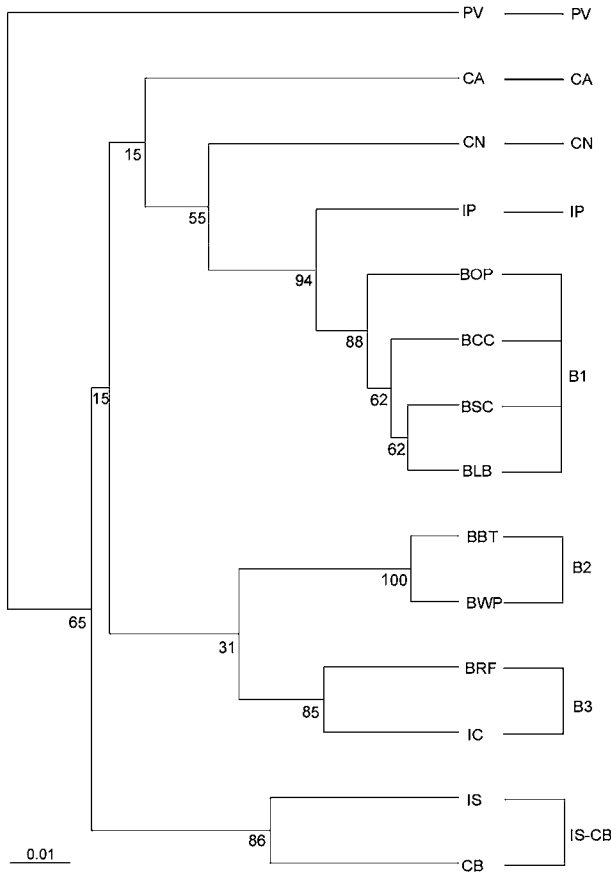 PV PV
CA CA
15 CN CN
55 IP IP
94 BOP
88 BCC
B1
62 BSC
15
62 BLB
BBT
100 B2
BWP
65
31 BRF
85 B3
IC
IS
86 IS-CB
0.01 CB